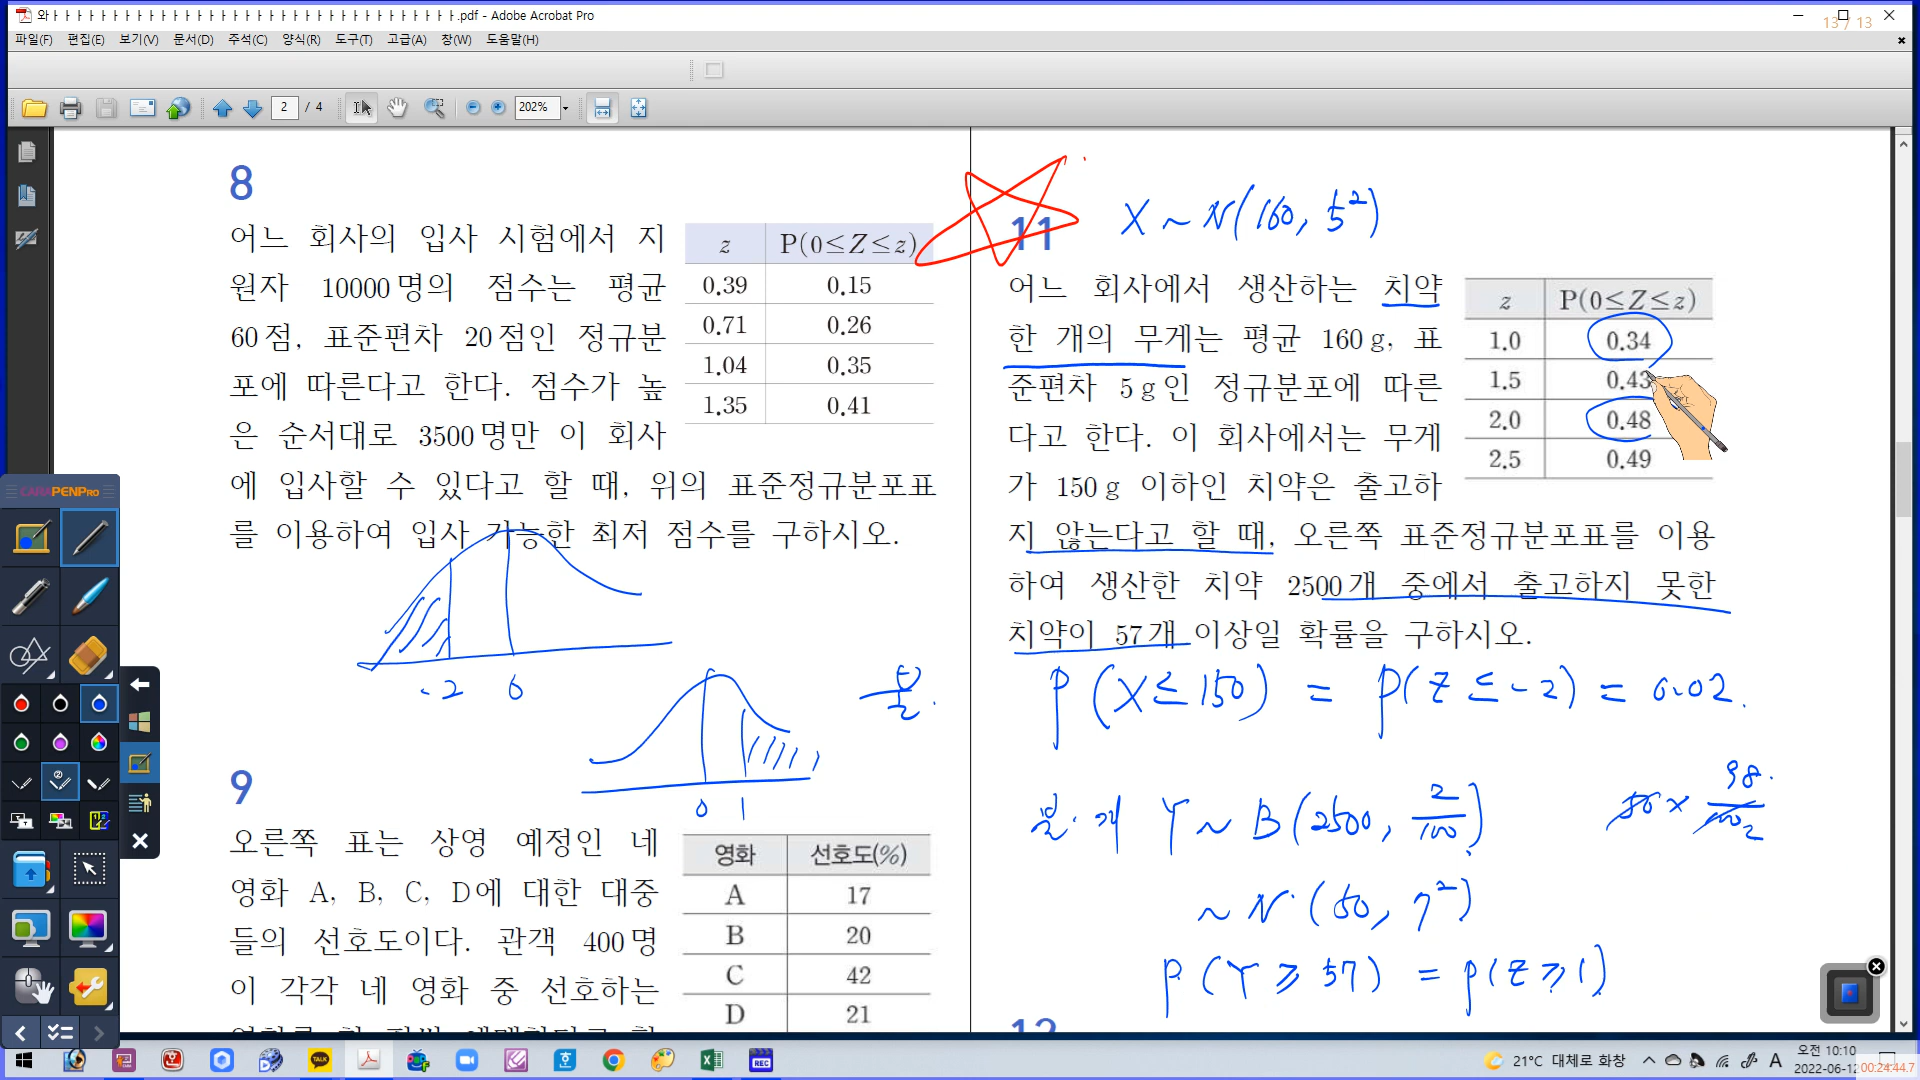 .pdf - Adobe Acrobat Pro
13 / 13
파일(F) 편집(E) 보기(V) 문서(D) 주석(C) 양식(R) 도구(T) 고급(A) 창(W) 도움말(H)
2 / 4 202%
8
어느 회사의 입사 시험에서 지
원자 10000명의 점수는 평균
60점, 표준편차 20점인 정규분
포에 따른다고 한다. 점수가 높
은 순서대로 3500명만 이 회사
에 입사할 수 있다고 할 때, 위의 표준정규분포표
를 이용하여 입사 가능한 최저 점수를 구하시오.
z P(0≤Z≤z)
0.39 0.15
0.71 0.26
1.04 0.35
1.35 0.41
-2 0
0 1
9
오른쪽 표는 상영 예정인 네
영화 A, B, C, D에 대한 대중
들의 선호도이다. 관객 400명
이 각각 네 영화 중 선호하는
영화 선호도(%)
A 17
B 20
C 42
D 21
11
X ~ N(160, 5²)
어느 회사에서 생산하는 치약
한 개의 무게는 평균 160 g, 표
준편차 5 g인 정규분포에 따른
다고 한다. 이 회사에서는 무게
가 150 g 이하인 치약은 출고하
지 않는다고 할 때, 오른쪽 표준정규분포표를 이용
하여 생산한 치약 2500개 중에서 출고하지 못한
치약이 57개 이상일 확률을 구하시오.
z P(0≤Z≤z)
1.0 0.34
1.5 0.43
2.0 0.48
2.5 0.49
P(X≤150) = P(Z≤-2) = 0.02.
Y ~ B(2500, 2/100)
50 × 98/100 2
~ N(50, 7²)
P(Y≥57) = P(Z≥1)
12
CARAPENPRO
TALK
REC
21°C 대체로 화창
A
오전 10:10
2022-06-12
00:24:44.7